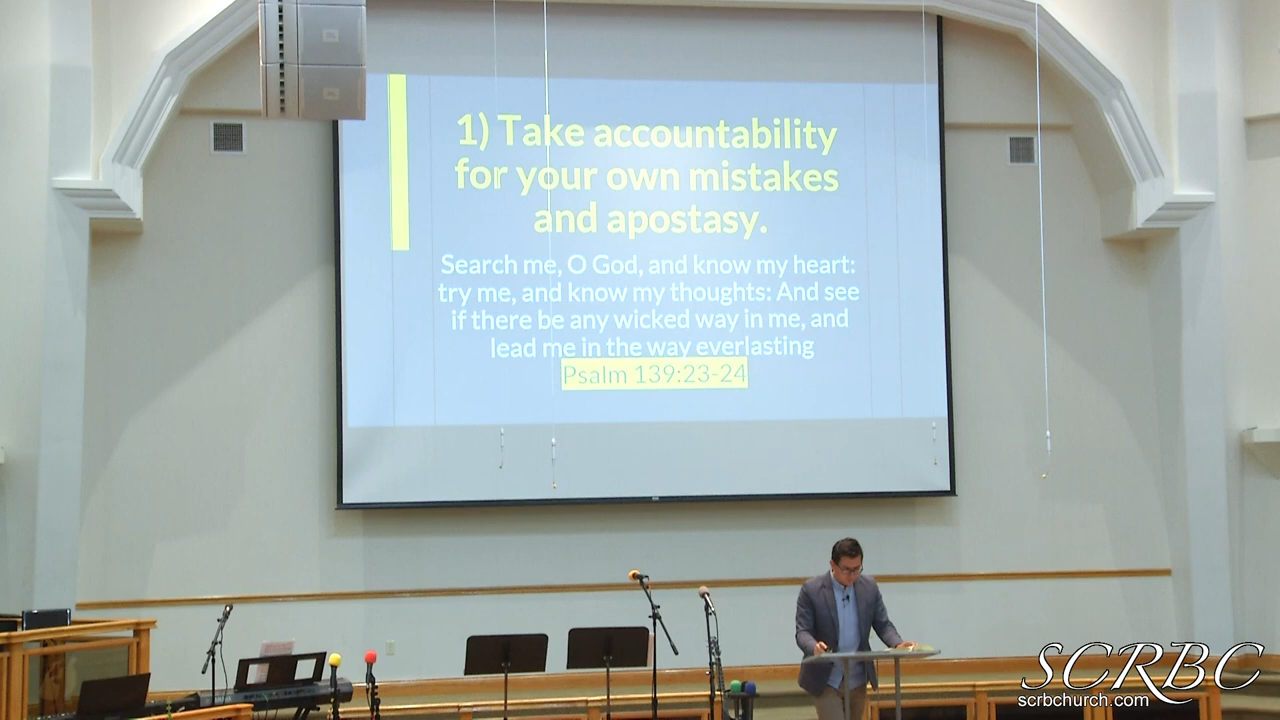 1) Take accountability
for your own mistakes
and apostasy.
Search me, O God, and know my heart:
try me, and know my thoughts: And see
if there be any wicked way in me, and
lead me in the way everlasting
Psalm 139:23-24
SCRBC
scrbchurch.com